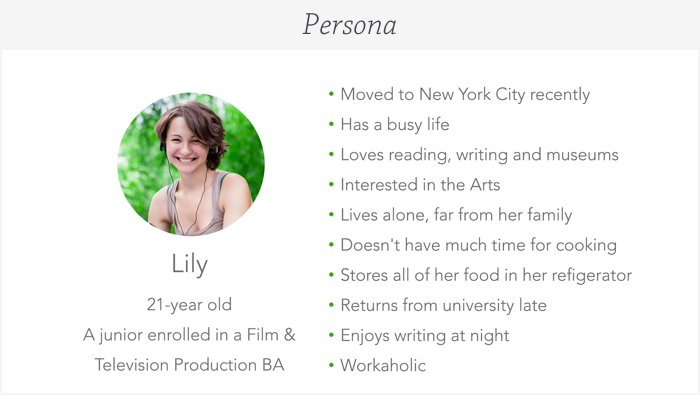 Persona
Lily
21-year old
A junior enrolled in a Film &
Television Production BA
Moved to New York City recently
Has a busy life
Loves reading, writing and museums
Interested in the Arts
Lives alone, far from her family
Doesn't have much time for cooking
Stores all of her food in her refigerator
Returns from university late
Enjoys writing at night
Workaholic